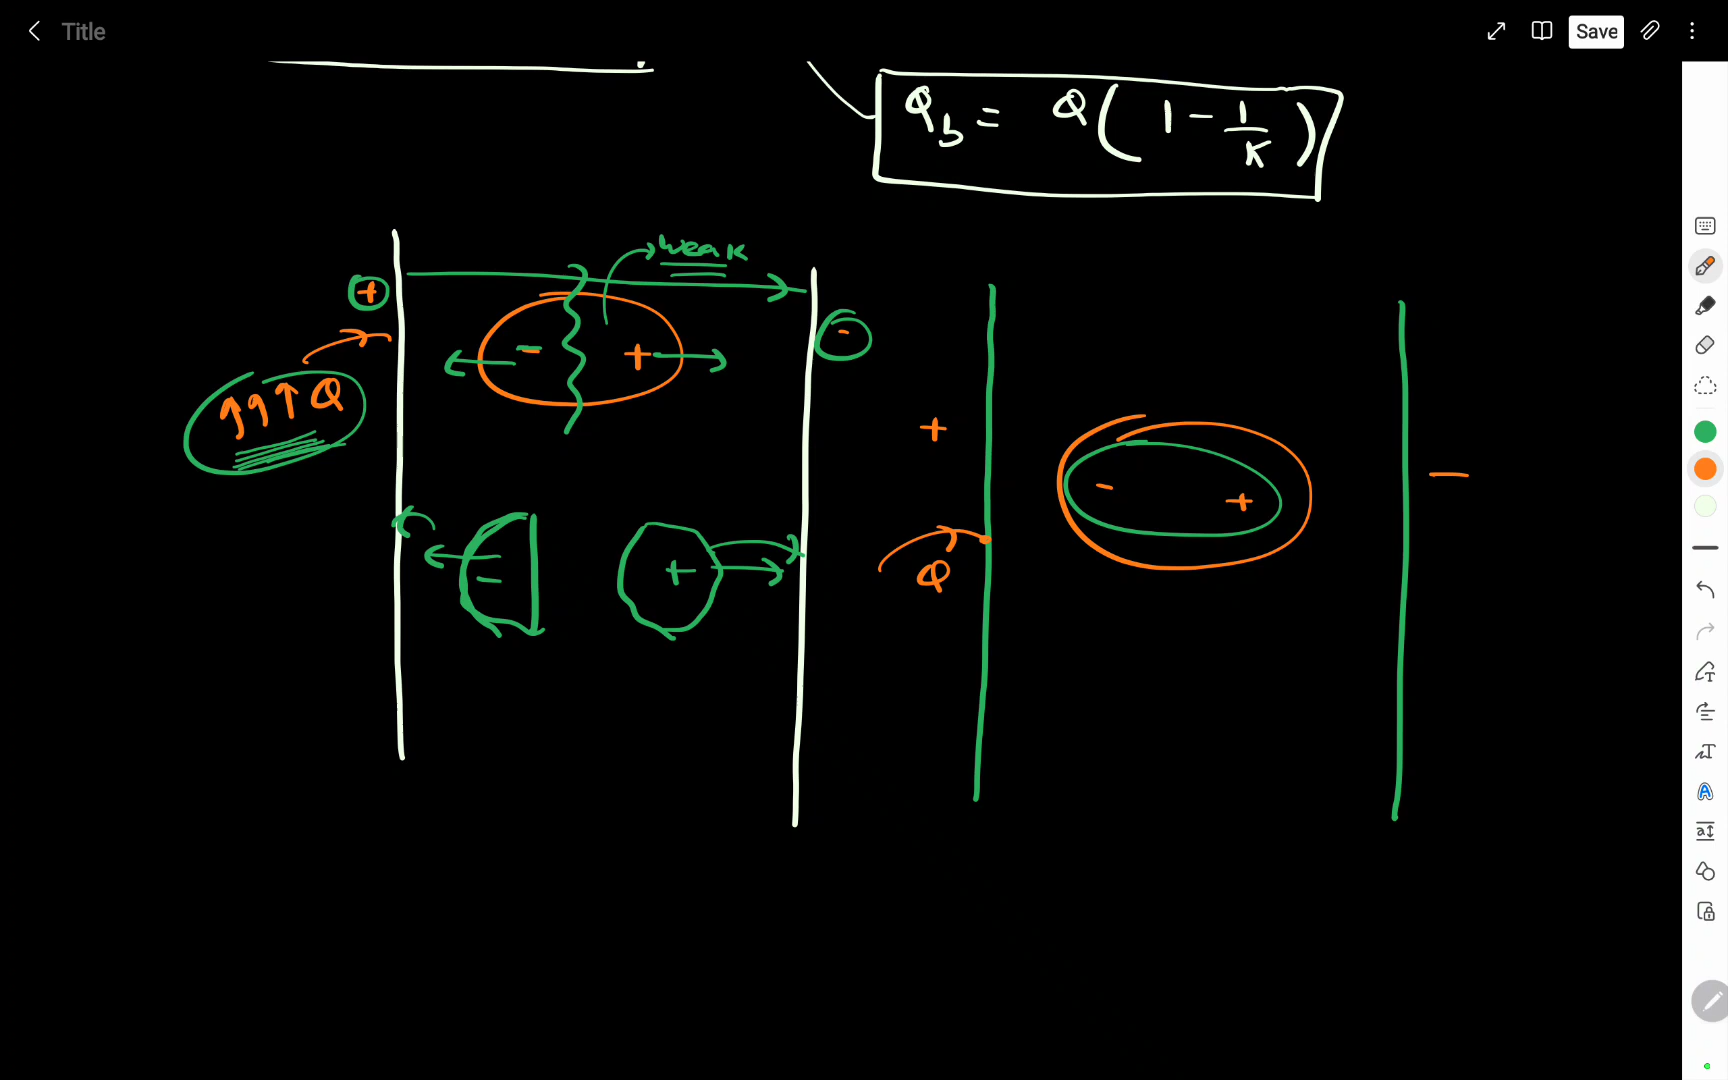 Title
Save
Q_b = Q(1 - 1/K)
weak
+
-
- +
↑↑↑Q
+
- +
-
- +
Q